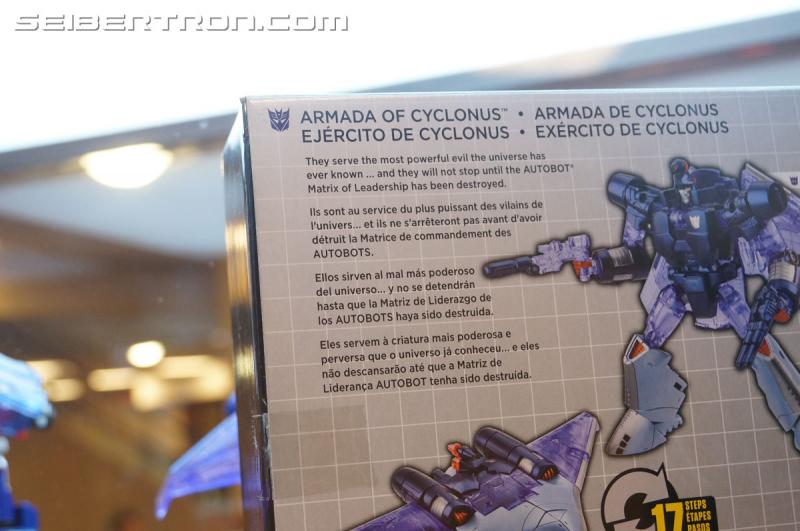 SEIBERTRON.COM
ARMADA OF CYCLONUS™ • ARMADA DE CYCLONUS
EJÉRCITO DE CYCLONUS • EXÉRCITO DE CYCLONUS
They serve the most powerful evil the universe has
ever known ... and they will not stop until the AUTOBOT®
Matrix of Leadership has been destroyed.
Ils sont au service du plus puissant des vilains de
l'univers... et ils ne s'arrêteront pas avant d'avoir
détruit la Matrice de commandement des
AUTOBOTS.
Ellos sirven al mal más poderoso
del universo... y no se detendrán
hasta que la Matriz de Liderazgo de
los AUTOBOTS haya sido destruida.
Eles servem à criatura mais poderosa e
perversa que o universo já conheceu... e eles
não descansarão até que a Matriz de
Liderança AUTOBOT tenha sido destruída.
17 STEPS
ÉTAPES
PASOS